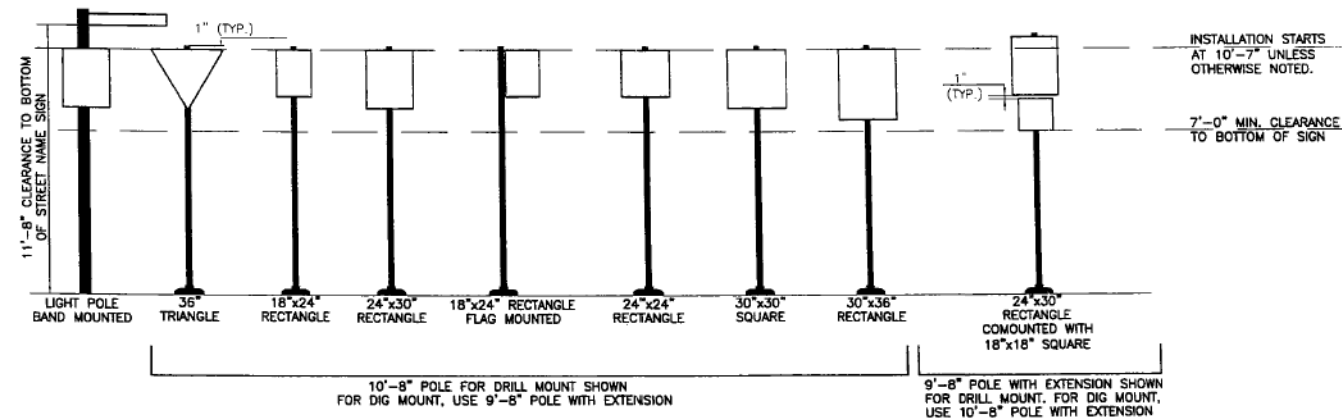 1" (TYP.)
INSTALLATION STARTS
AT 10'-7" UNLESS
OTHERWISE NOTED.
1"
(TYP.)
7'-0" MIN. CLEARANCE
TO BOTTOM OF SIGN
11'-8" CLEARANCE TO BOTTOM
OF STREET NAME SIGN
LIGHT POLE
BAND MOUNTED
36"
TRIANGLE
18"x24"
RECTANGLE
24"x30"
RECTANGLE
18"x24" RECTANGLE
FLAG MOUNTED
24"x24"
RECTANGLE
30"x30"
SQUARE
30"x36"
RECTANGLE
24"x30"
RECTANGLE
COMOUNTED WITH
18"x18" SQUARE
10'-8" POLE FOR DRILL MOUNT SHOWN
FOR DIG MOUNT, USE 9'-8" POLE WITH EXTENSION
9'-8" POLE WITH EXTENSION SHOWN
FOR DRILL MOUNT. FOR DIG MOUNT,
USE 10'-8" POLE WITH EXTENSION